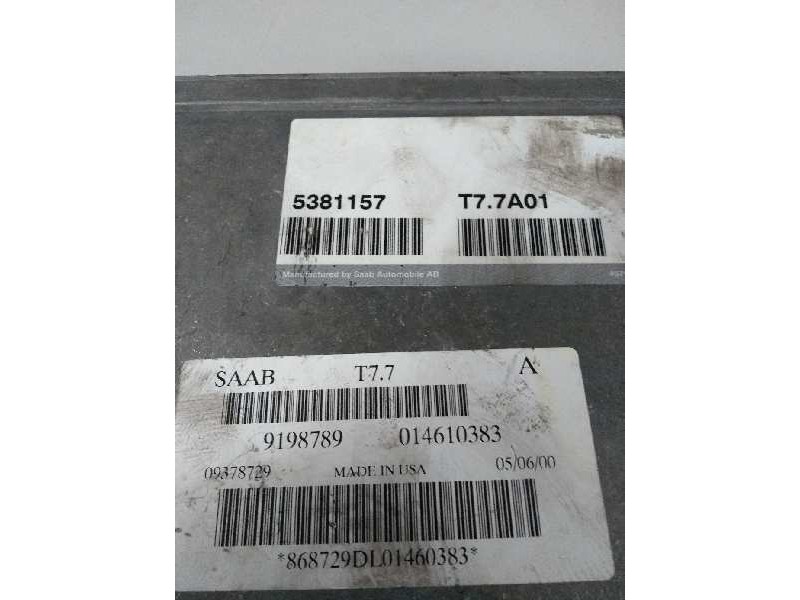 5381157 T7.7A01
Manufactured by Saab Automobile AB
SAAB T7.7 A
9198789 014610383
09378729 MADE IN USA 05/06/00
*868729DL01460383*